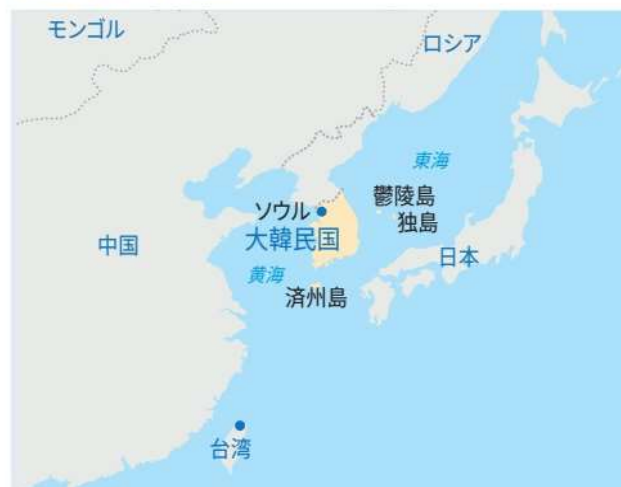 モンゴル
ロシア
東海
鬱陵島
独島
ソウル
大韓民国
中国
日本
黄海
済州島
台湾